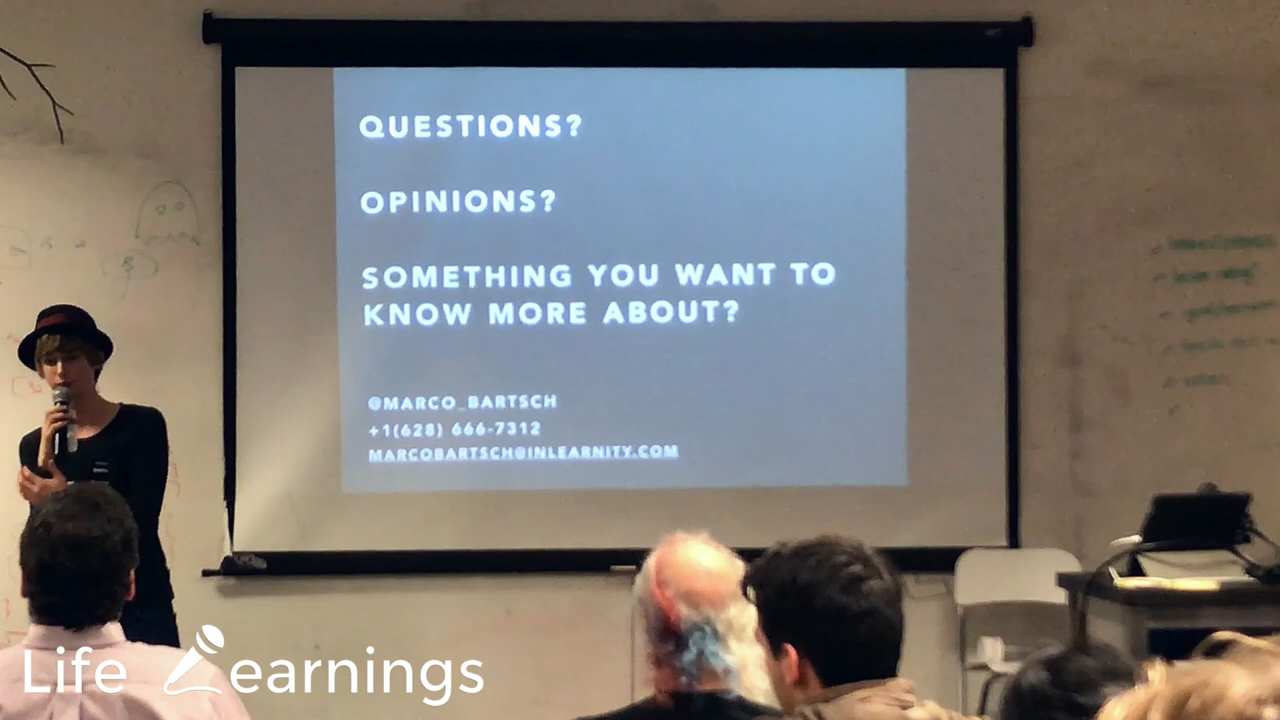 QUESTIONS?
OPINIONS?
SOMETHING YOU WANT TO
KNOW MORE ABOUT?
@MARCO_BARTSCH
+1(628) 666-7312
MARCOBARTSCH@INLEARNITY.COM
Life Learnings